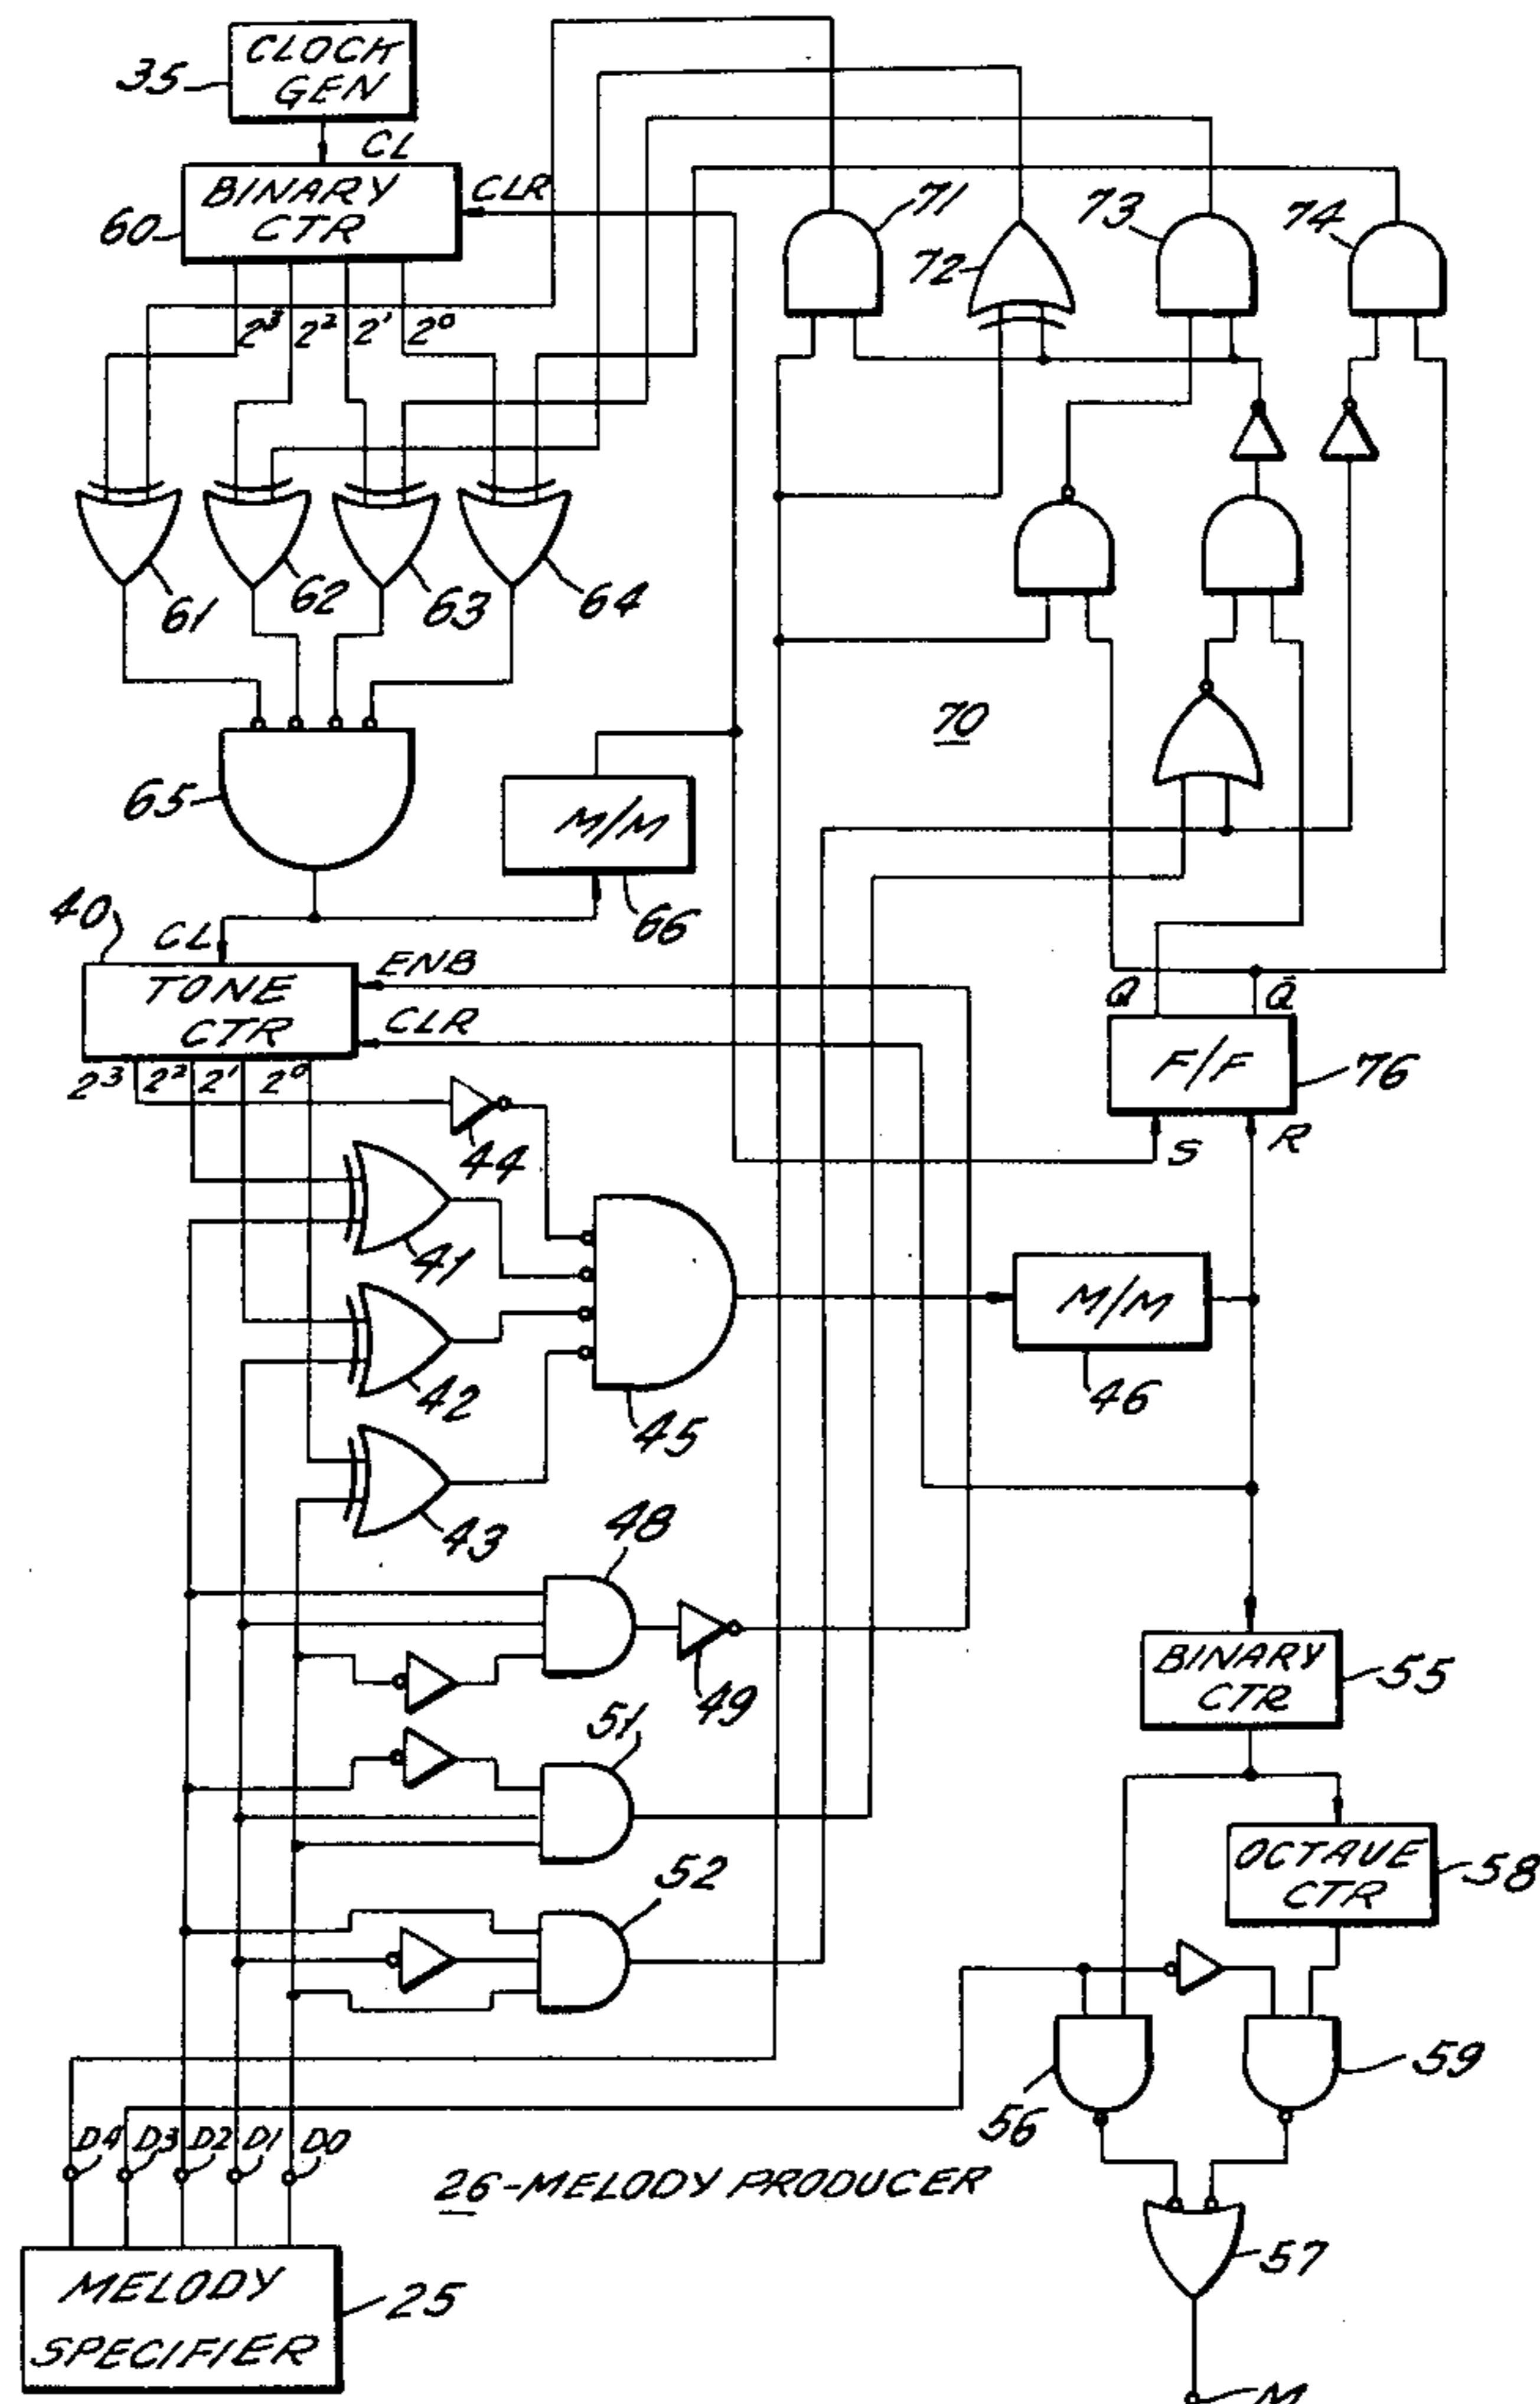 CLOCK
GEN
35
CL
BINARY
CTR
60
CLR
71
72
73
74
2³ 2² 2¹ 2⁰
61
62
63
64
65
70
M/M
66
40
CL
TONE
CTR
ENB
CLR
Q
Q̄
F/F
76
S
R
2³ 2² 2¹ 2⁰
44
41
42
43
45
M/M
46
48
49
51
52
BINARY
CTR
55
OCTAVE
CTR
58
56
59
57
D4 D3 D2 D1 D0
26-MELODY PRODUCER
MELODY
SPECIFIER
25
M